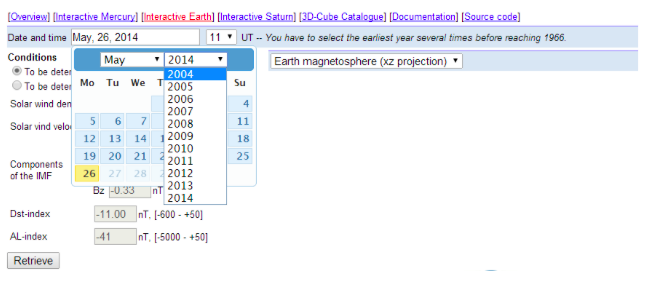 [Overview] [Interactive Mercury] [Interactive Earth] [Interactive Saturn] [3D-Cube Catalogue] [Documentation] [Source code]
Date and time May, 26, 2014 11 UT -- You have to select the earliest year several times before reaching 1966.
Conditions May 2014 Earth magnetosphere (xz projection)
To be deter
To be deter
Mo Tu We T Su
2004
2005
2006
2007
2008
2009
2010
2011
2012
2013
2014
Solar wind den 4
Solar vind velo 5 6 7 11
12 13 14 1 18
19 20 21 2 25
26 27 28 2
Components
of the IMF
Bz -0.33 nT
Dst-index -11.00 nT, [-600 - +50]
AL-index -41 nT, [-5000 - +50]
Retrieve